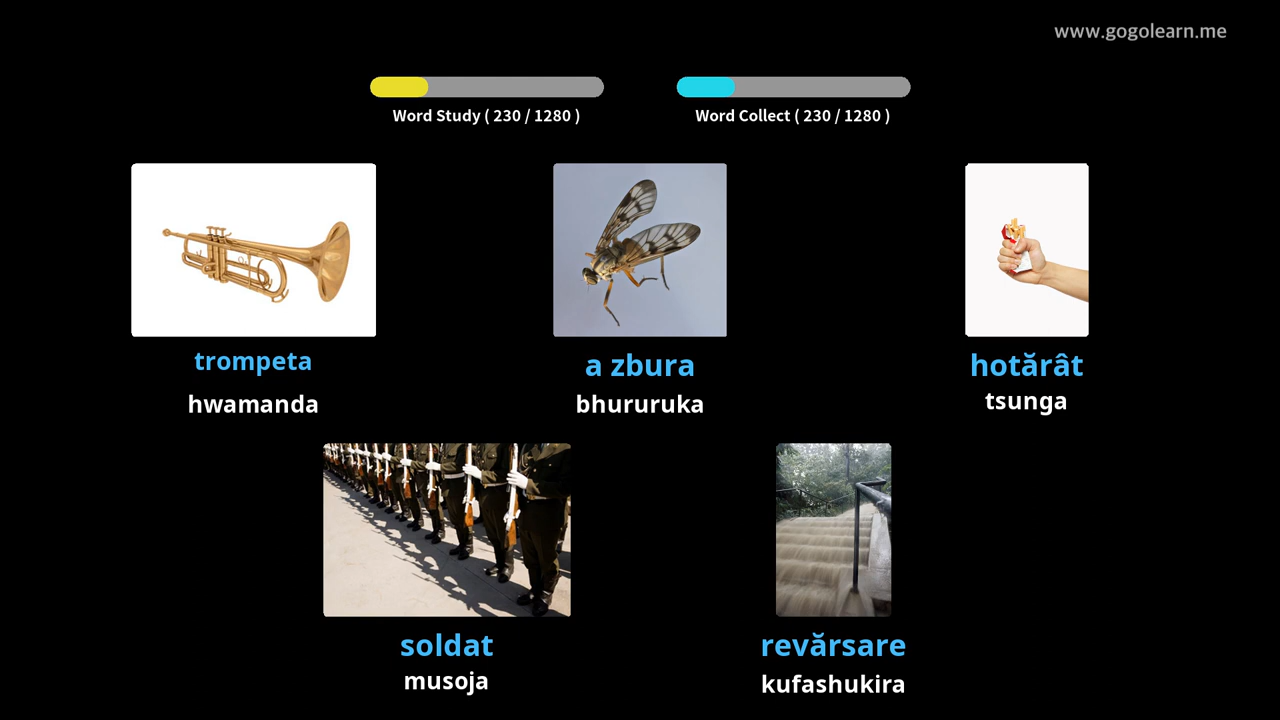 www.gogolearn.me
Word Study ( 230 / 1280 )
Word Collect ( 230 / 1280 )
trompeta
hwamanda
a zbura
bhururuka
hotărât
tsunga
soldat
musoja
revărsare
kufashukira